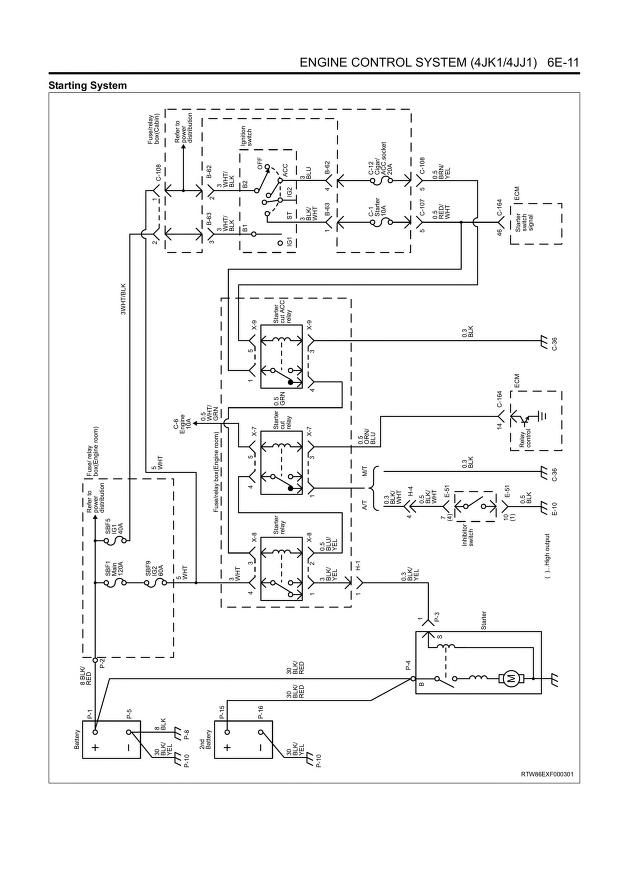 ENGINE CONTROL SYSTEM (4JK1/4JJ1) 6E-11
Starting System
Fuse/relay
box(Cabin)
Refer to
power
distribution
C-108
1
2
B-62
2
B-63
3
3
WHT/
BLK
3
WHT/
BLK
Ignition
switch
B2
OFF
ACC
IG2
ST
B1
IG1
3
BLU
3
BLK/
WHT
B-62
4
B-63
1
C-12
Cigar/
ACC socket
20A
C-1
Starter
10A
C-108
5
C-107
5
0.5
BRN/
YEL
0.5
RED/
WHT
C-164
46
ECM
Starter
switch
signal
3WHT/BLK
Starter
cut ACC
relay
X-9
5
1
X-9
3
4
0.3
BLK
C-36
0.5
GRN
C-6
Engine
10A
0.5
WHT/
GRN
Fuse/relay box(Engine room)
Starter
cut
relay
X-7
5
4
X-7
3
1
0.5
ORN/
BLU
C-164
14
ECM
Relay
control
Fuse/ relay
box(Engine room)
Refer to
power
distribution
SBF5
IG1
40A
SBF1
Main
120A
SBF9
IG2
60A
5
WHT
5
WHT
M/T
A/T
0.3
BLK
C-36
0.3
BLK/
WHT
H-4
4
0.5
BLK/
WHT
E-51
7
(4)
Inhibitor
switch
E-51
10
(1)
0.5
BLK
E-10
( )...High output
3
WHT
Starter
relay
X-8
3
4
X-8
2
1
0.5
BLU/
YEL
3
BLK/
YEL
H-1
1
0.3
BLK/
YEL
P-3
1
Starter
S
B
M
P-4
8 BLK/
RED
P-2
30
BLK/
RED
30
BLK/
RED
Battery
P-1
P-5
+
−
8
BLK
P-8
30
BLK/
YEL
P-10
2nd
Battery
P-15
P-16
+
−
30
BLK/
YEL
P-10
RTW86EXF000301